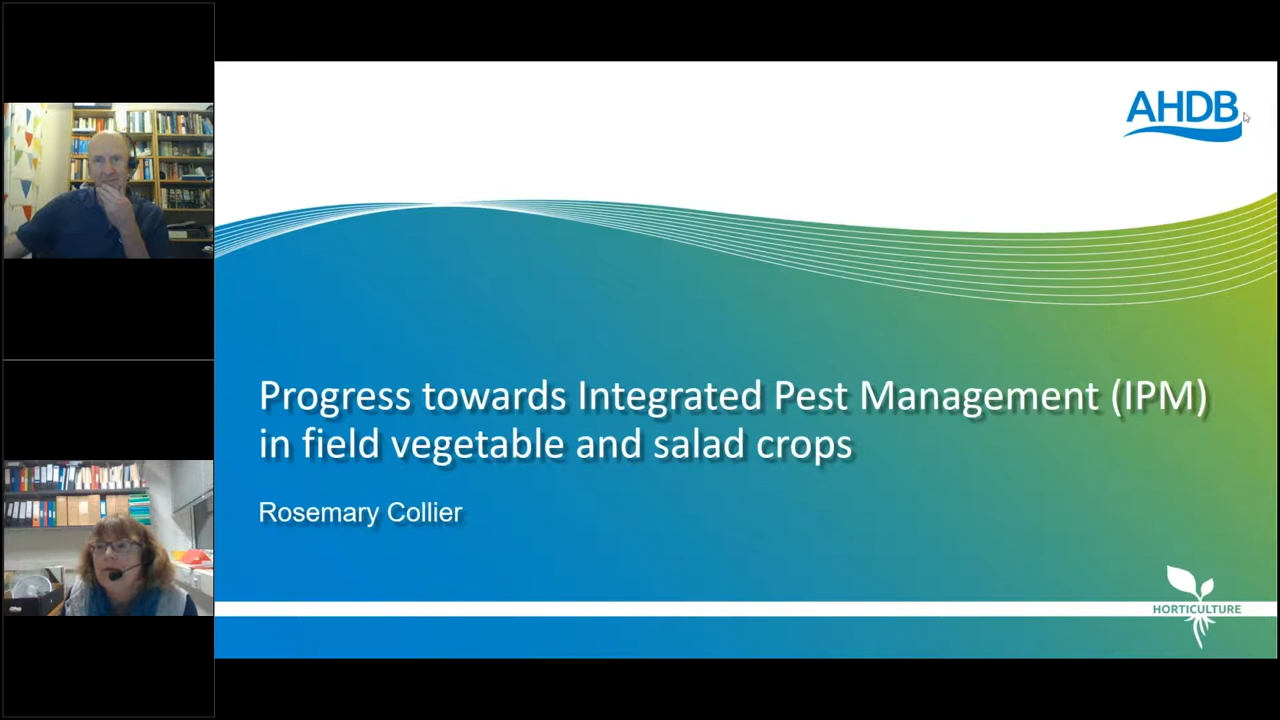 AHDB
Progress towards Integrated Pest Management (IPM)
in field vegetable and salad crops
Rosemary Collier
HORTICULTURE